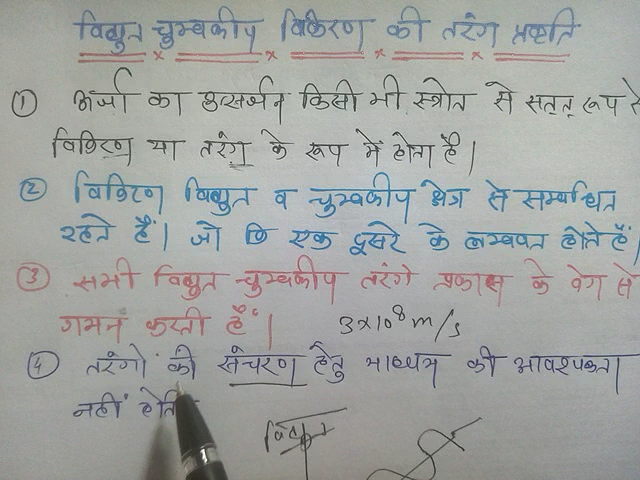 विद्युत चुम्बकीय विकिरण की तरंग प्रकृति
① ऊर्जा का उत्सर्जन किसी भी स्त्रोत से सतत् रूप से
विकिरण या तरंग के रूप में होता है।
② विकिरण विद्युत व चुम्बकीय क्षेत्र से सम्बन्धित
रहते हैं। जो कि एक दूसरे के लम्बवत होते हैं।
③ सभी विद्युत चुम्बकीय तरंगे प्रकाश के वेग से
गमन करती हैं। 3×10⁸ m/s
④ तरंगों की संचरण हेतु माध्यम की आवश्यकता
नहीं होती
विद्युत